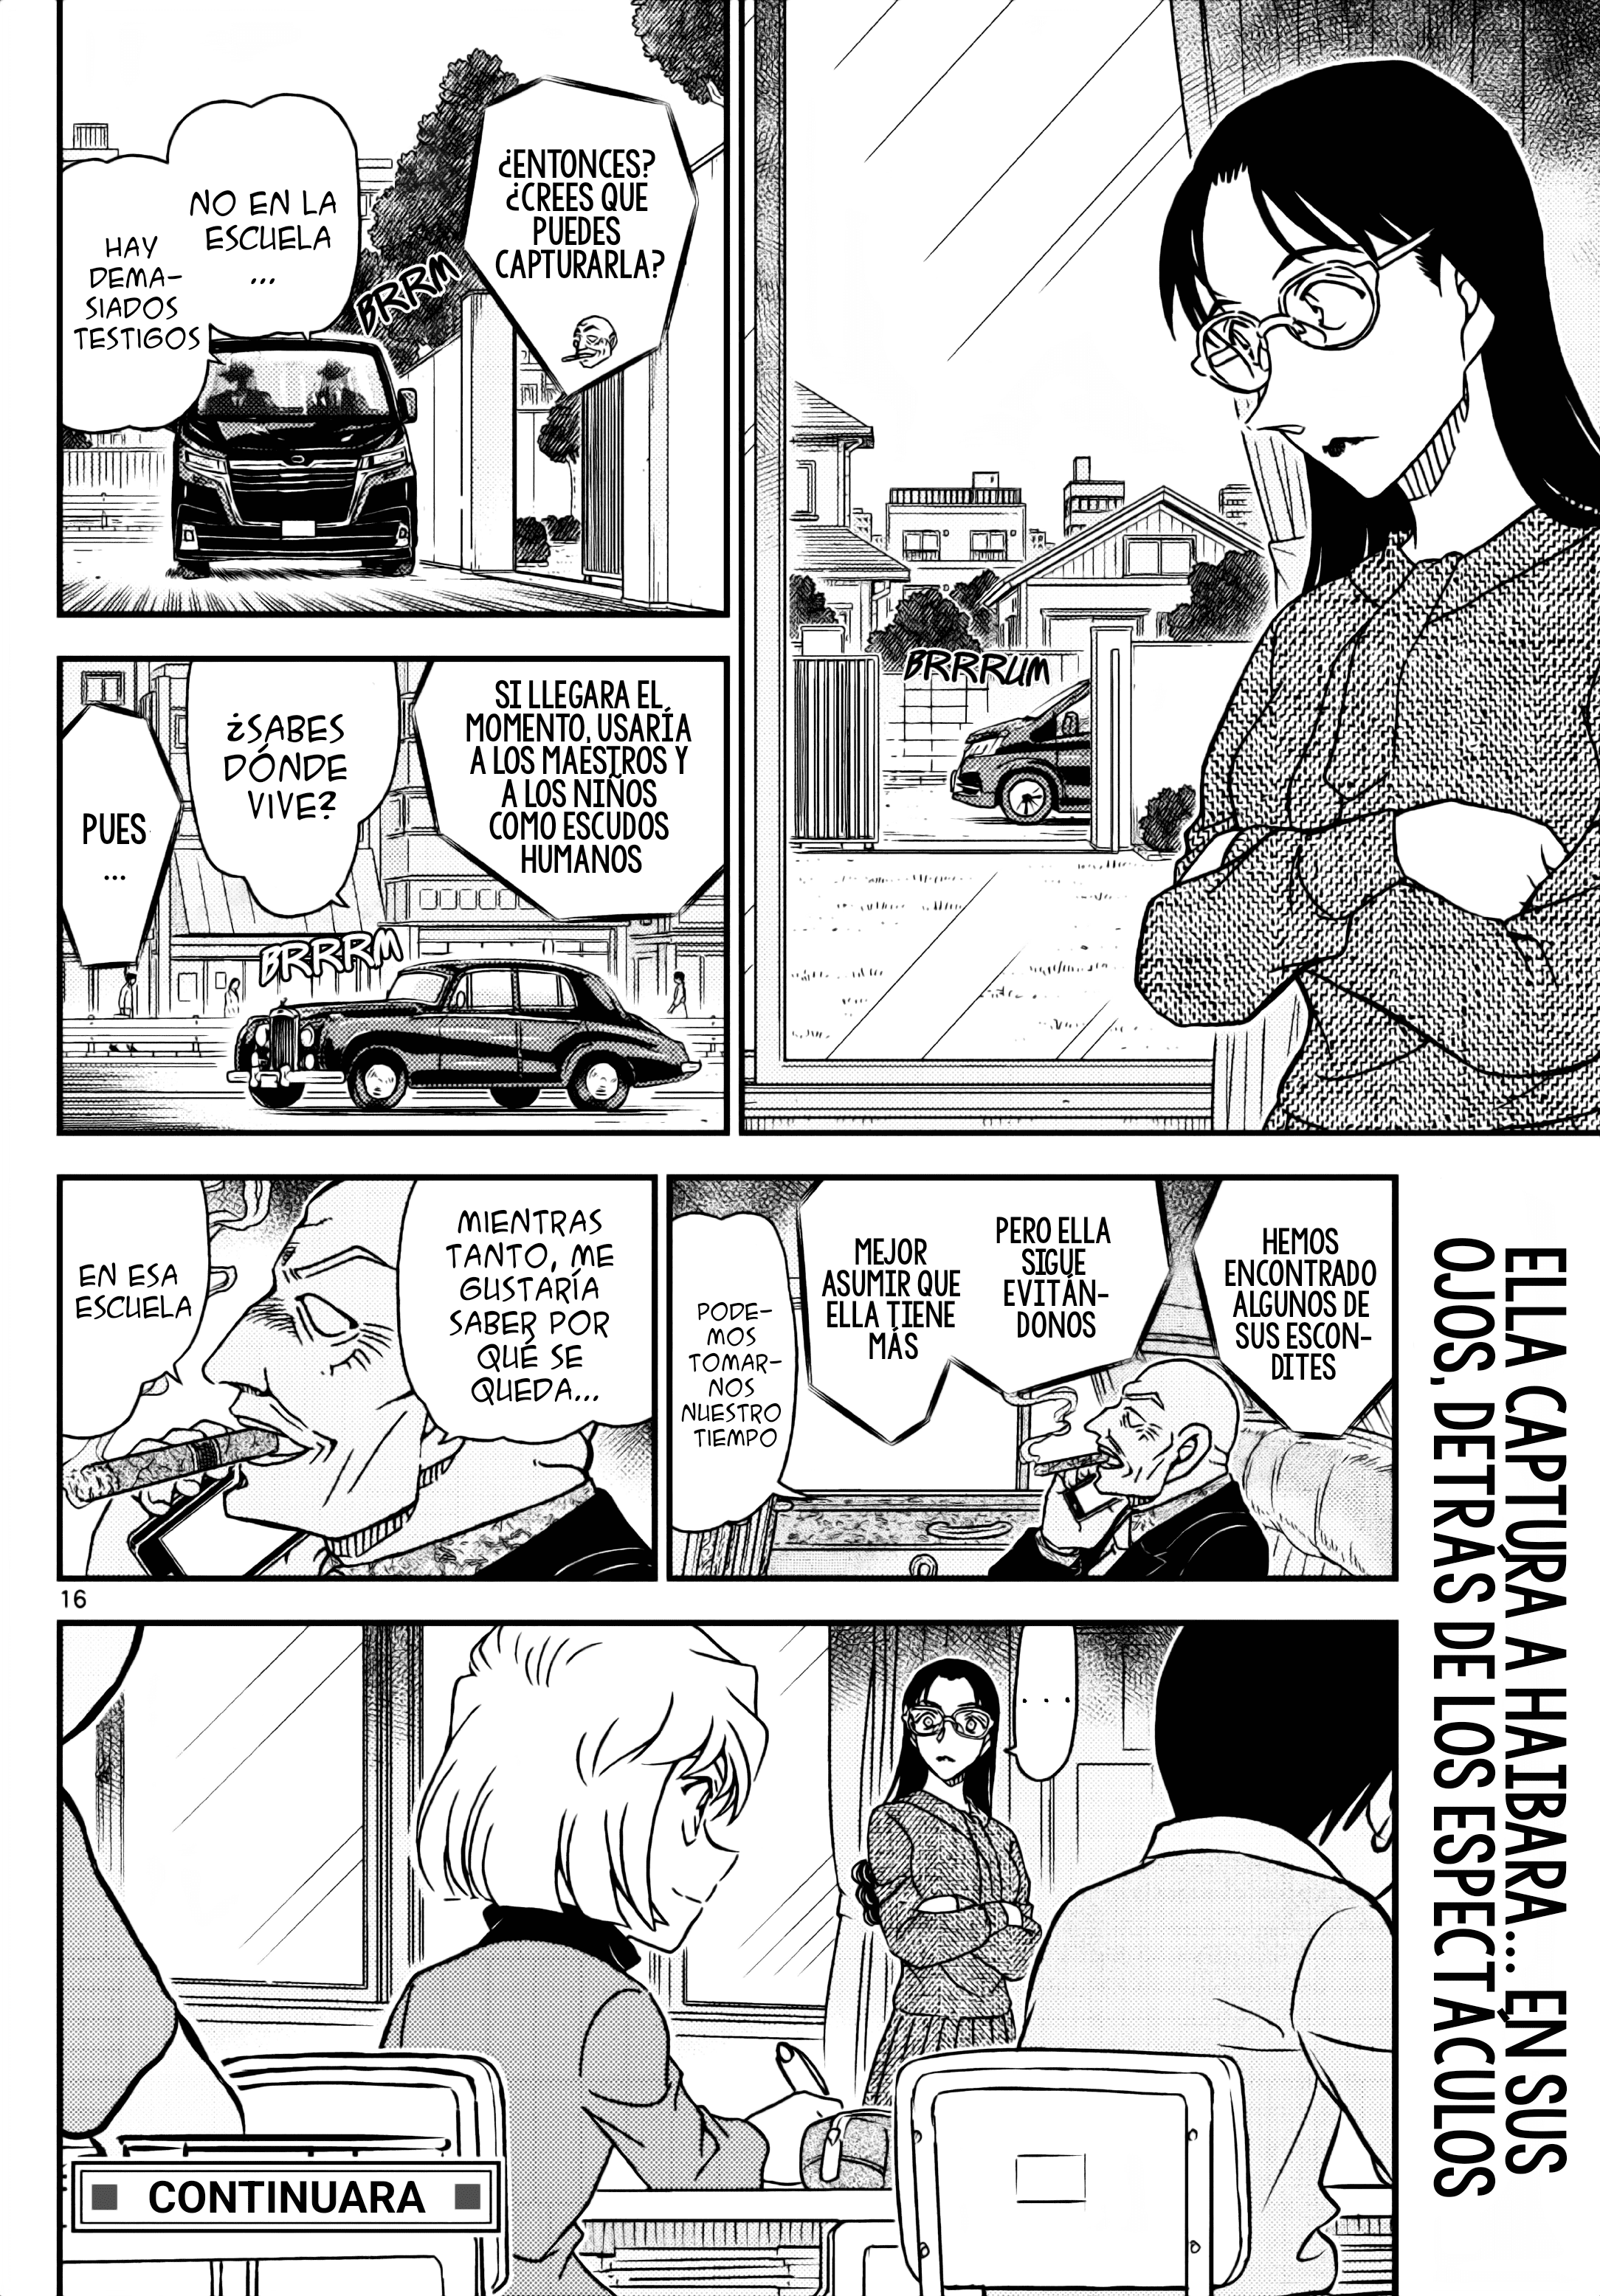 BRRRUM
¿ENTONCES?
¿CREES QUE
PUEDES
CAPTURARLA?
BRRRM
NO EN LA
ESCUELA
...
HAY
DEMA-
SIADOS
TESTIGOS
SI LLEGARA EL
MOMENTO, USARÍA
A LOS MAESTROS Y
A LOS NIÑOS
COMO ESCUDOS
HUMANOS
¿SABES
DÓNDE
VIVE?
PUES
...
BRRRM
HEMOS
ENCONTRADO
ALGUNOS DE
SUS ESCON-
DITES
PERO ELLA
SIGUE
EVITÁN-
DONOS
MEJOR
ASUMIR QUE
ELLA TIENE
MÁS
PODE-
MOS
TOMAR-
NOS
NUESTRO
TIEMPO
MIENTRAS
TANTO, ME
GUSTARÍA
SABER POR
QUÉ SE
QUEDA...
EN ESA
ESCUELA
16
...
ELLA CAPTURA A HAIBARA... EN SUS
OJOS, DETRÁS DE LOS ESPECTÁCULOS
CONTINUARA